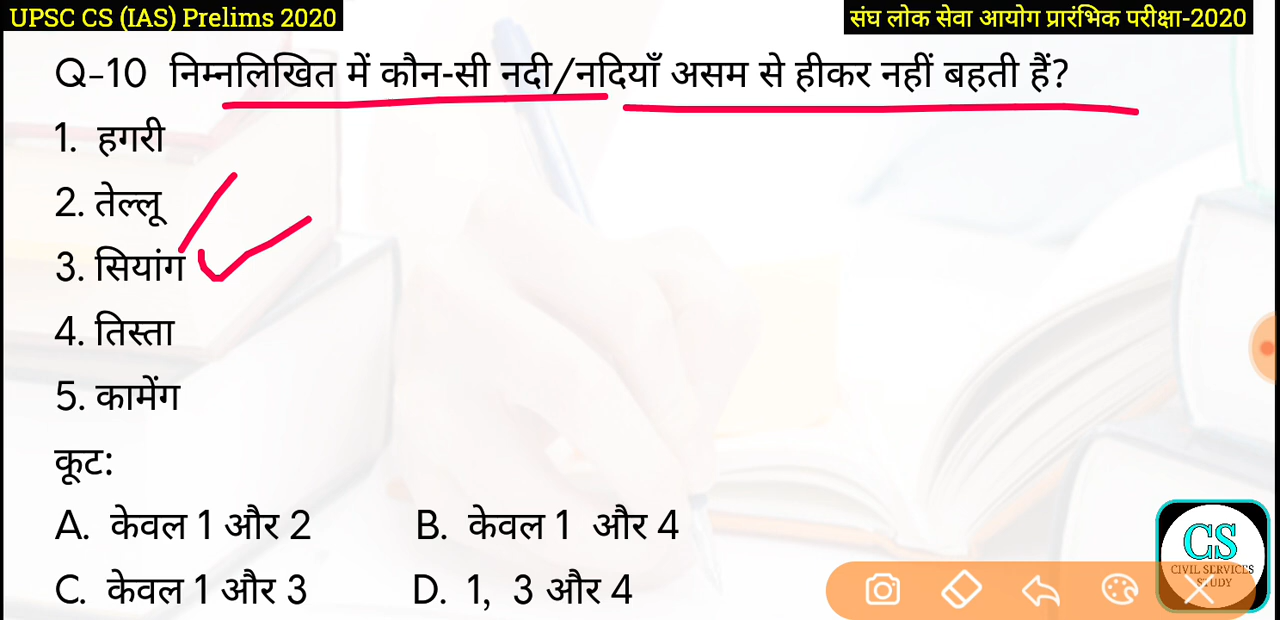 UPSC CS (IAS) Prelims 2020
संघ लोक सेवा आयोग प्रारंभिक परीक्षा-2020
Q-10 निम्नलिखित में कौन-सी नदी/नदियाँ असम से हीकर नहीं बहती हैं?
1. हगरी
2. तेल्लू
3. सियांग
4. तिस्ता
5. कामेंग
कूट:
A. केवल 1 और 2 B. केवल 1 और 4
C. केवल 1 और 3 D. 1, 3 और 4
CS
CIVIL SERVICES
STUDY